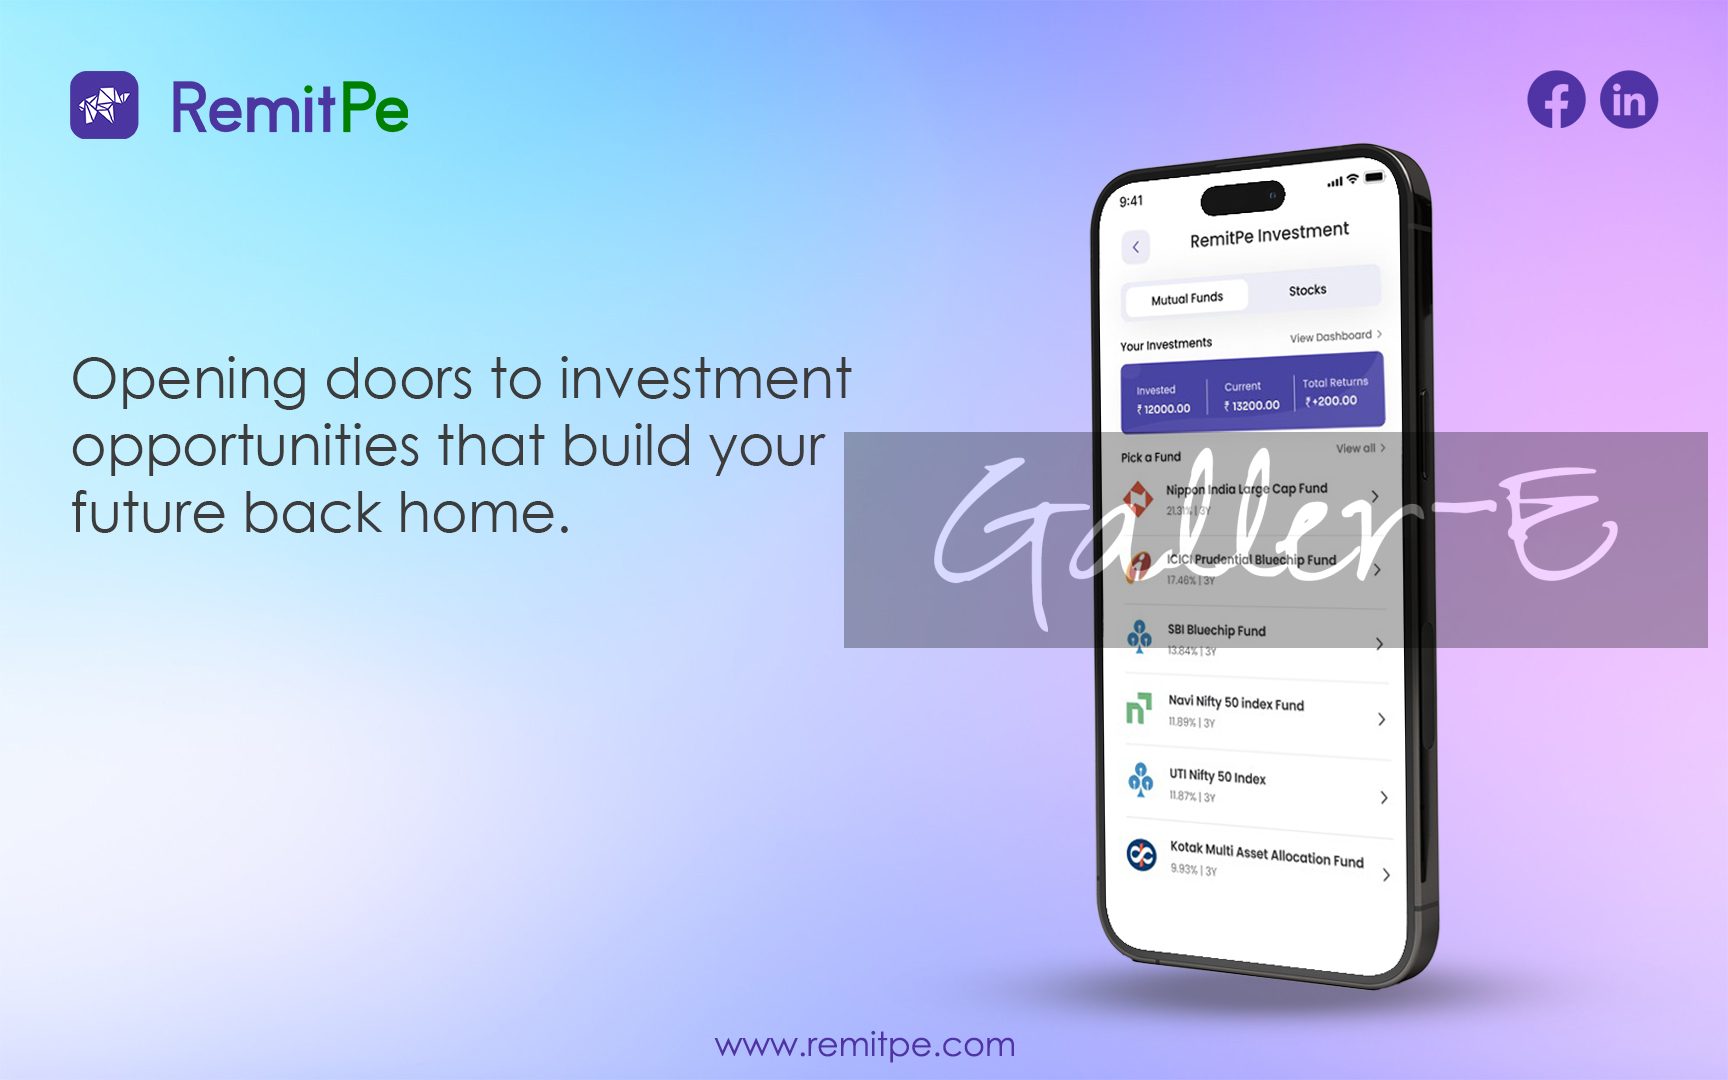 RemitPe
Opening doors to investment
opportunities that build your
future back home.
9:41
RemitPe Investment
Mutual Funds
Stocks
Your Investments
View Dashboard
Invested
Current
Total Returns
₹ 12000.00
₹ 13200.00
₹+200.00
Pick a Fund
View all
Nippon India Large Cap Fund
21.31% | 3Y
ICICI Prudential Bluechip Fund
17.46% | 3Y
SBI Bluechip Fund
13.84% | 3Y
Navi Nifty 50 index Fund
11.89% | 3Y
UTI Nifty 50 Index
11.87% | 3Y
Kotak Multi Asset Allocation Fund
9.93% | 3Y
Galler-E
www.remitpe.com